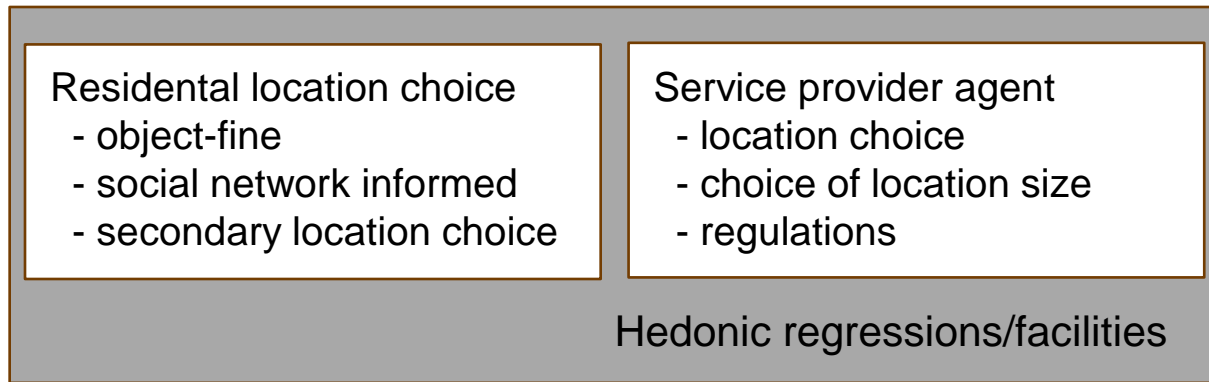 Residental location choice
- object-fine
- social network informed
- secondary location choice
Service provider agent
- location choice
- choice of location size
- regulations
Hedonic regressions/facilities